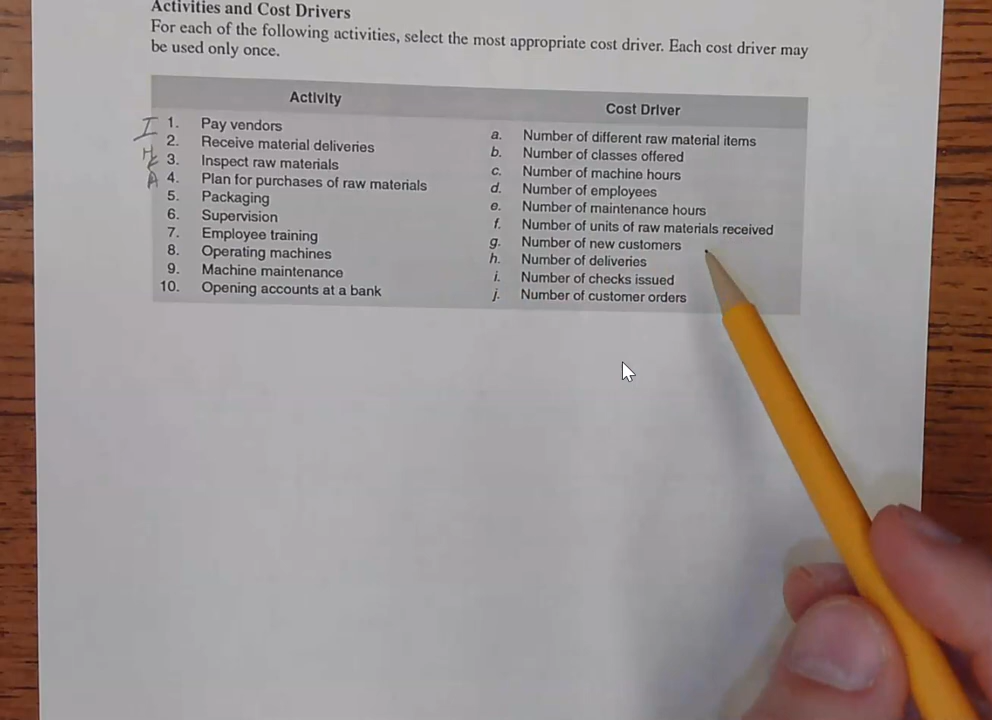 Activities and Cost Drivers
For each of the following activities, select the most appropriate cost driver. Each cost driver may
be used only once.
Activity Cost Driver
I 1. Pay vendors
H 2. Receive material deliveries
3. Inspect raw materials
A 4. Plan for purchases of raw materials
5. Packaging
6. Supervision
7. Employee training
8. Operating machines
9. Machine maintenance
10. Opening accounts at a bank
a. Number of different raw material items
b. Number of classes offered
c. Number of machine hours
d. Number of employees
e. Number of maintenance hours
f. Number of units of raw materials received
g. Number of new customers
h. Number of deliveries
i. Number of checks issued
j. Number of customer orders